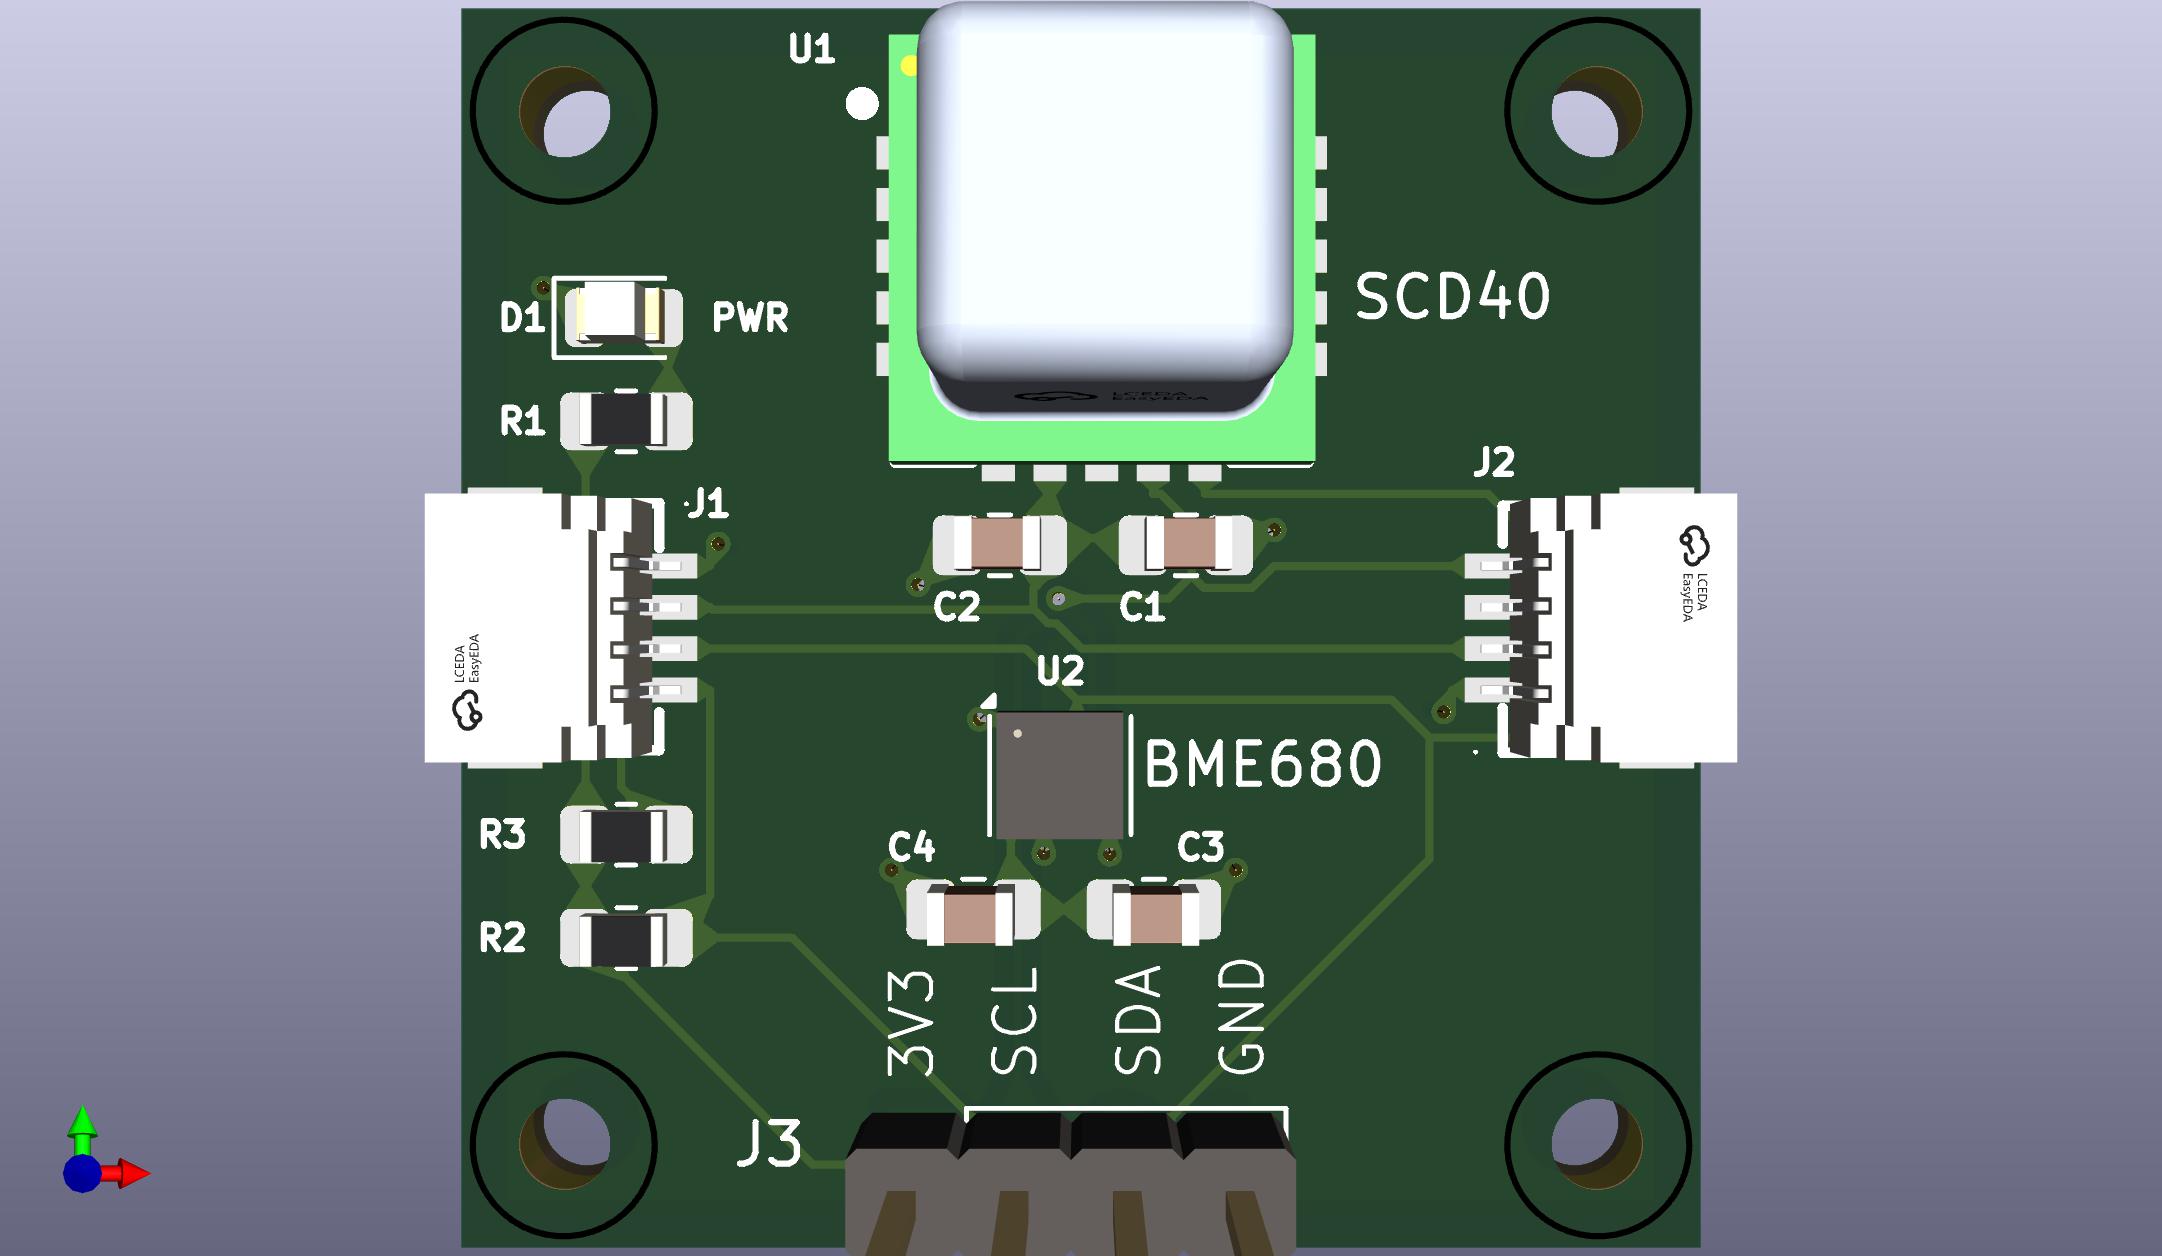 U1
SCD40
D1
PWR
R1
LCEDA
EasyEDA
J1
J2
C2
C1
LCEDA
EasyEDA
LCEDA
EasyEDA
U2
BME680
R3
C4
C3
R2
3V3
SCL
SDA
GND
J3